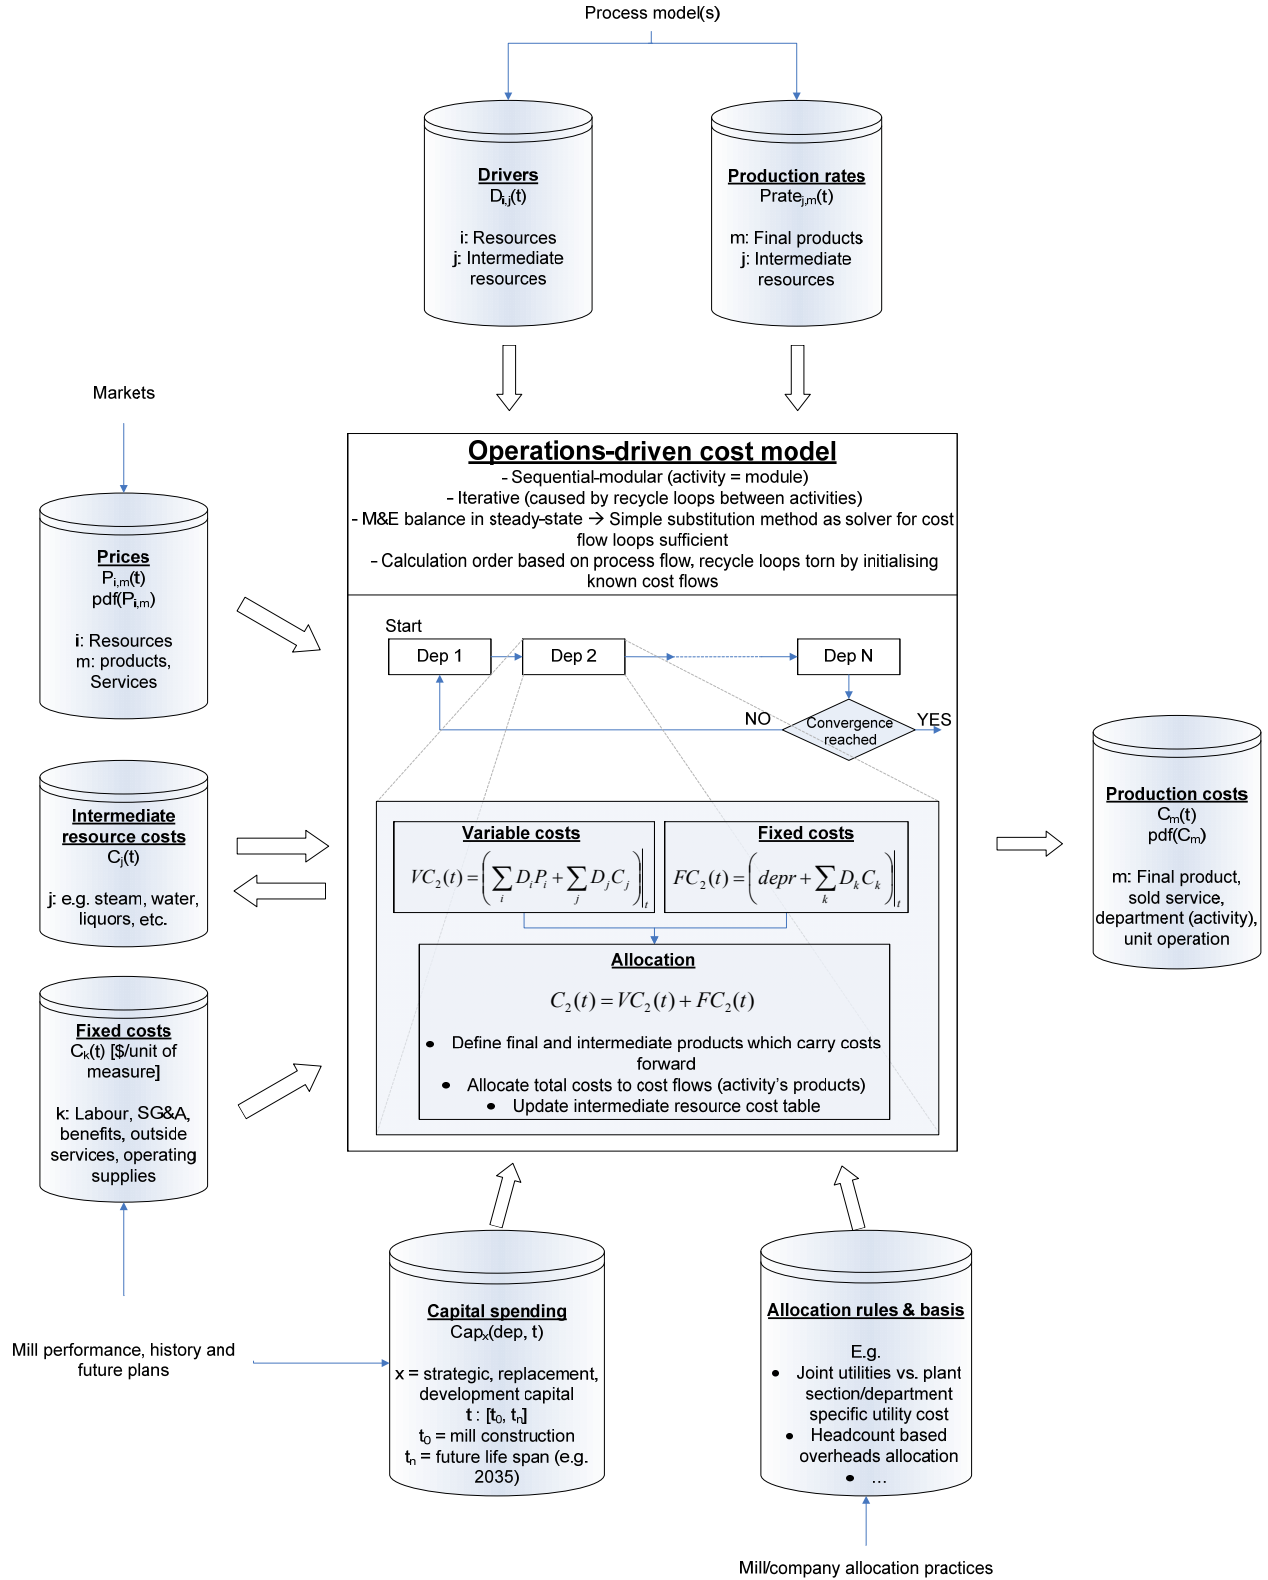 Process model(s)
Drivers
Di,j(t)
i: Resources
j: Intermediate
resources
Production rates
Pratej,m(t)
m: Final products
j: Intermediate
resources
Markets
Prices
Pi,m(t)
pdf(Pi,m)
i: Resources
m: products,
Services
Operations-driven cost model
- Sequential-modular (activity = module)
- Iterative (caused by recycle loops between activities)
- M&E balance in steady-state → Simple substitution method as solver for cost
flow loops sufficient
- Calculation order based on process flow, recycle loops torn by initialising
known cost flows
Start
Dep 1
Dep 2
Dep N
NO
Convergence
reached
YES
Intermediate
resource costs
Cj(t)
j: e.g. steam, water,
liquors, etc.
Variable costs
VC2(t) = (∑i DiPi + ∑j DjCj)|t
Fixed costs
FC2(t) = (depr + ∑k DkCk)|t
Allocation
C2(t) = VC2(t) + FC2(t)
• Define final and intermediate products which carry costs
forward
• Allocate total costs to cost flows (activity's products)
• Update intermediate resource cost table
Production costs
Cm(t)
pdf(Cm)
m: Final product,
sold service,
department (activity),
unit operation
Fixed costs
Ck(t) [$/unit of
measure]
k: Labour, SG&A,
benefits, outside
services, operating
supplies
Mill performance, history and
future plans
Capital spending
Capx(dep, t)
x = strategic, replacement,
development capital
t : [t0, tn]
t0 = mill construction
tn = future life span (e.g.
2035)
Allocation rules & basis
E.g.
• Joint utilities vs. plant
section/department
specific utility cost
• Headcount based
overheads allocation
• ...
Mill/company allocation practices